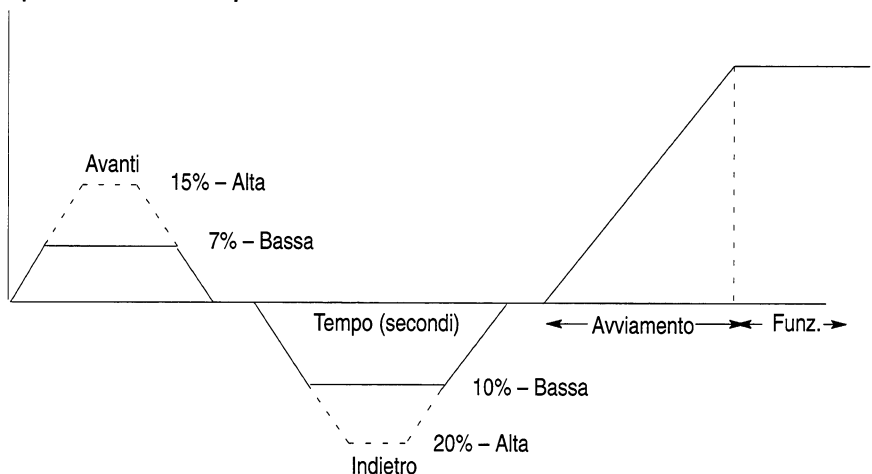 Avanti
15% – Alta
7% – Bassa
Tempo (secondi)
Avviamento
Funz.
10% – Bassa
20% – Alta
Indietro